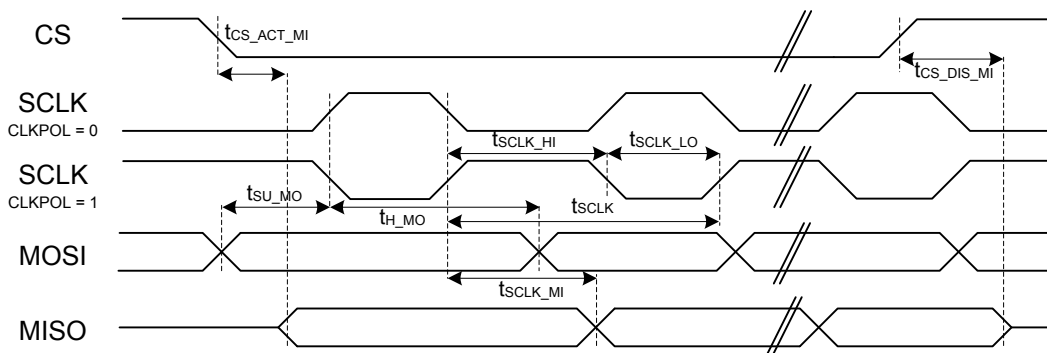 CS
tCS_ACT_MI
tCS_DIS_MI
SCLK
CLKPOL = 0
tSCLK_HI
tSCLK_LO
SCLK
CLKPOL = 1
tSU_MO
tH_MO
tSCLK
MOSI
tSCLK_MI
MISO